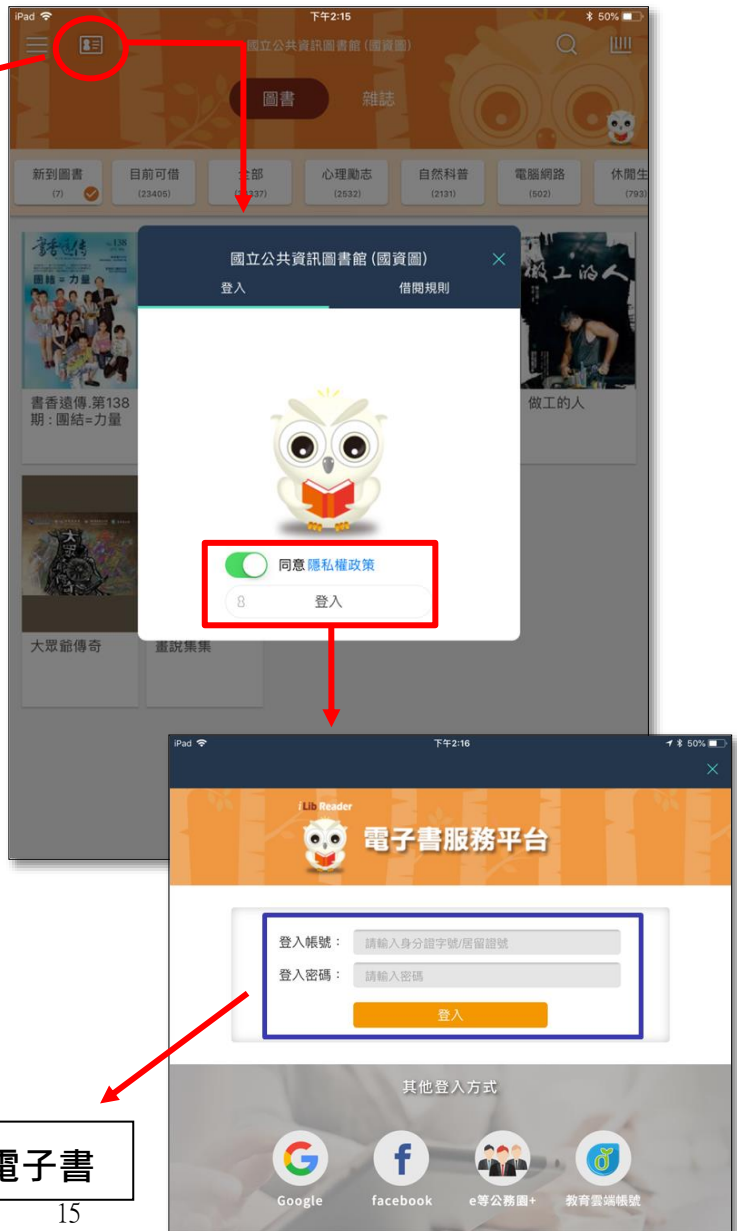 iPad 下午2:15 50%
國立公共資訊圖書館 (國資圖)
圖書 雜誌
新到圖書 目前可借 全部 心理勵志 自然科普 電腦網路 休閒生
(7) (23405) (2532) (2131) (502) (793)
書香遠傳 138
團結=力量
做工的人
國立公共資訊圖書館 (國資圖)
登入 借閱規則
書香遠傳.第138
期 : 團結=力量
做工的人
同意 隱私權政策
登入
大眾爺傳奇 畫說集集
iPad 下午2:16 50%
iLib Reader
電子書服務平台
登入帳號： 請輸入身分證字號/居留證號
登入密碼： 請輸入密碼
登入
其他登入方式
Google facebook e等公務園+ 教育雲端帳號
電子書
15